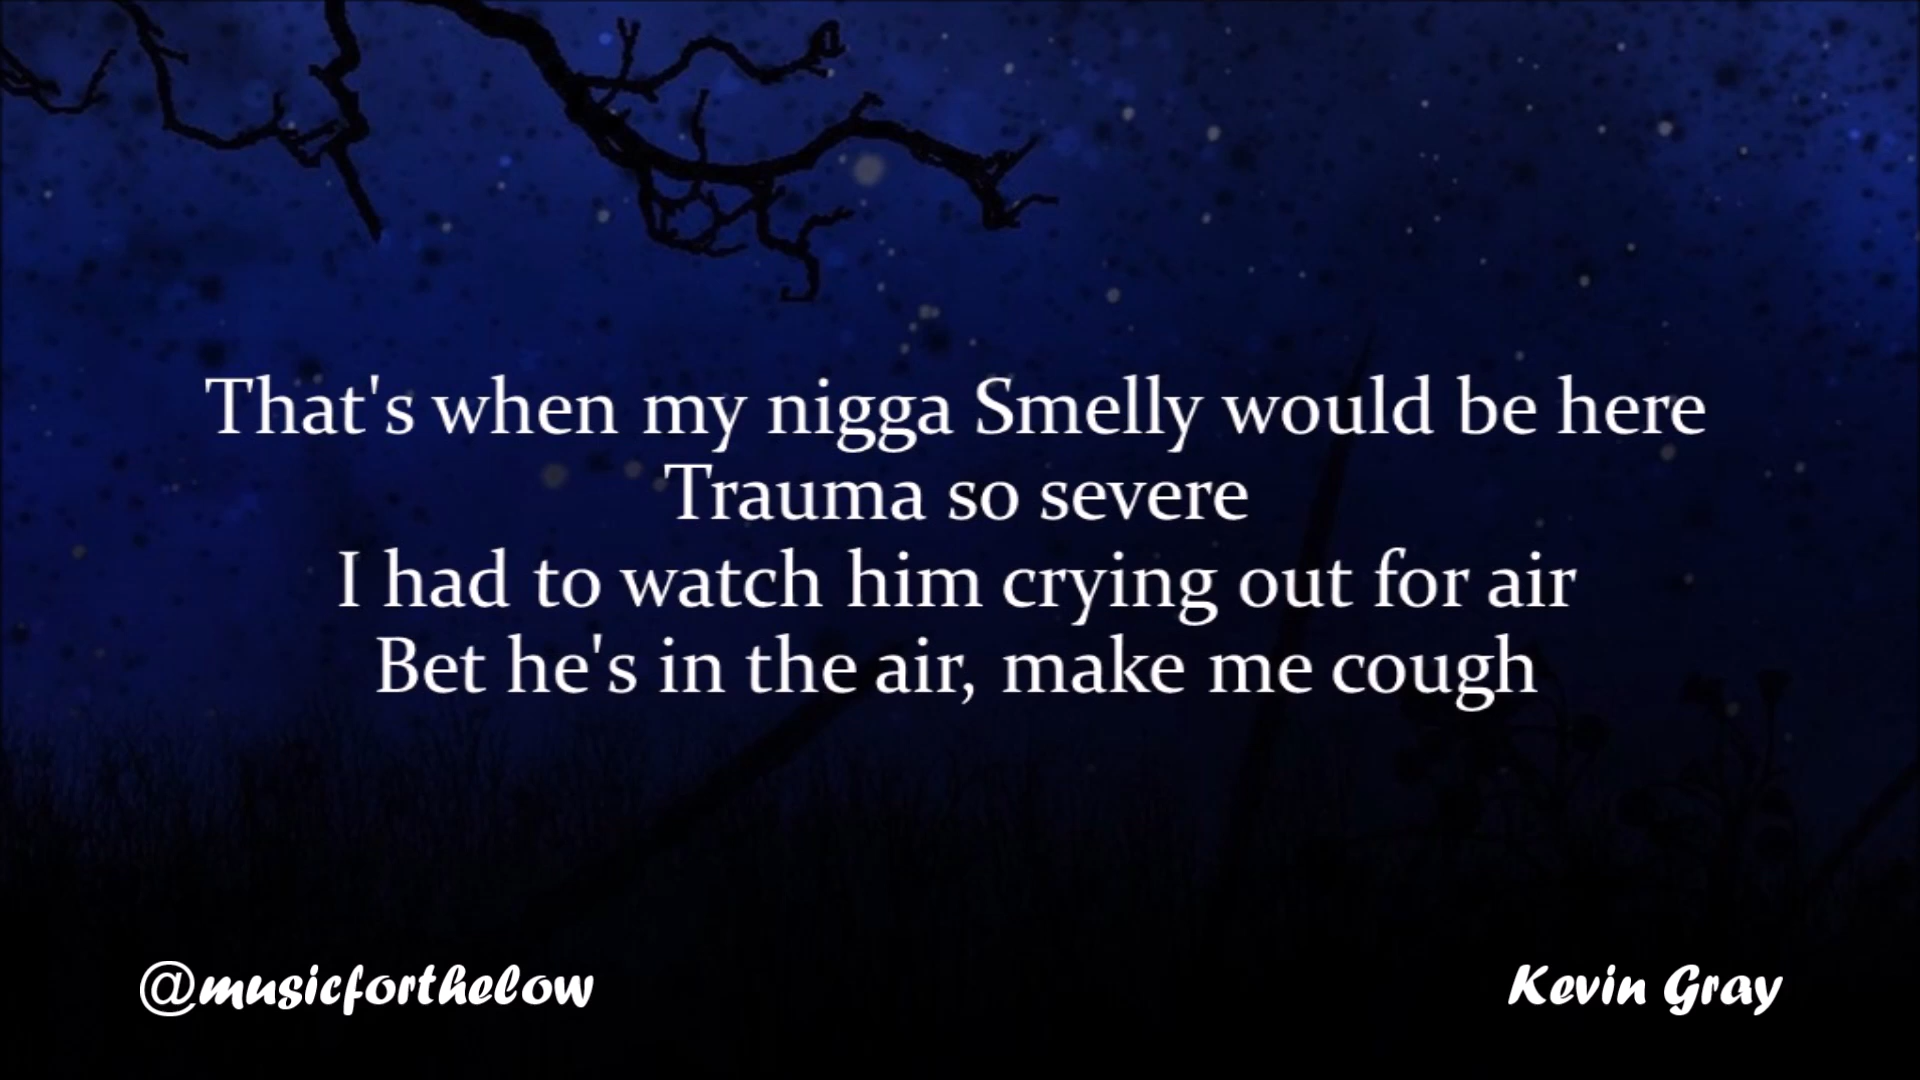 That's when my nigga Smelly would be here
Trauma so severe
I had to watch him crying out for air
Bet he's in the air, make me cough
@musicforthelow
Kevin Gray